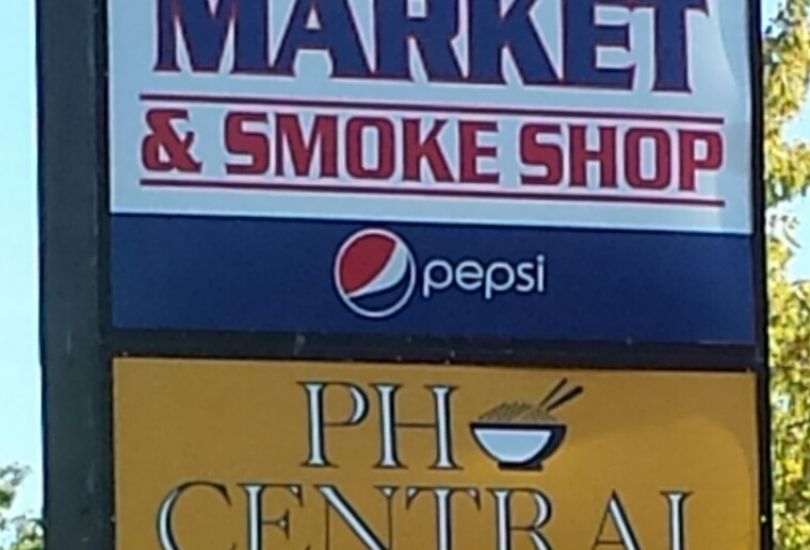 MARKET
& SMOKE SHOP
pepsi
PH
CENTRAL